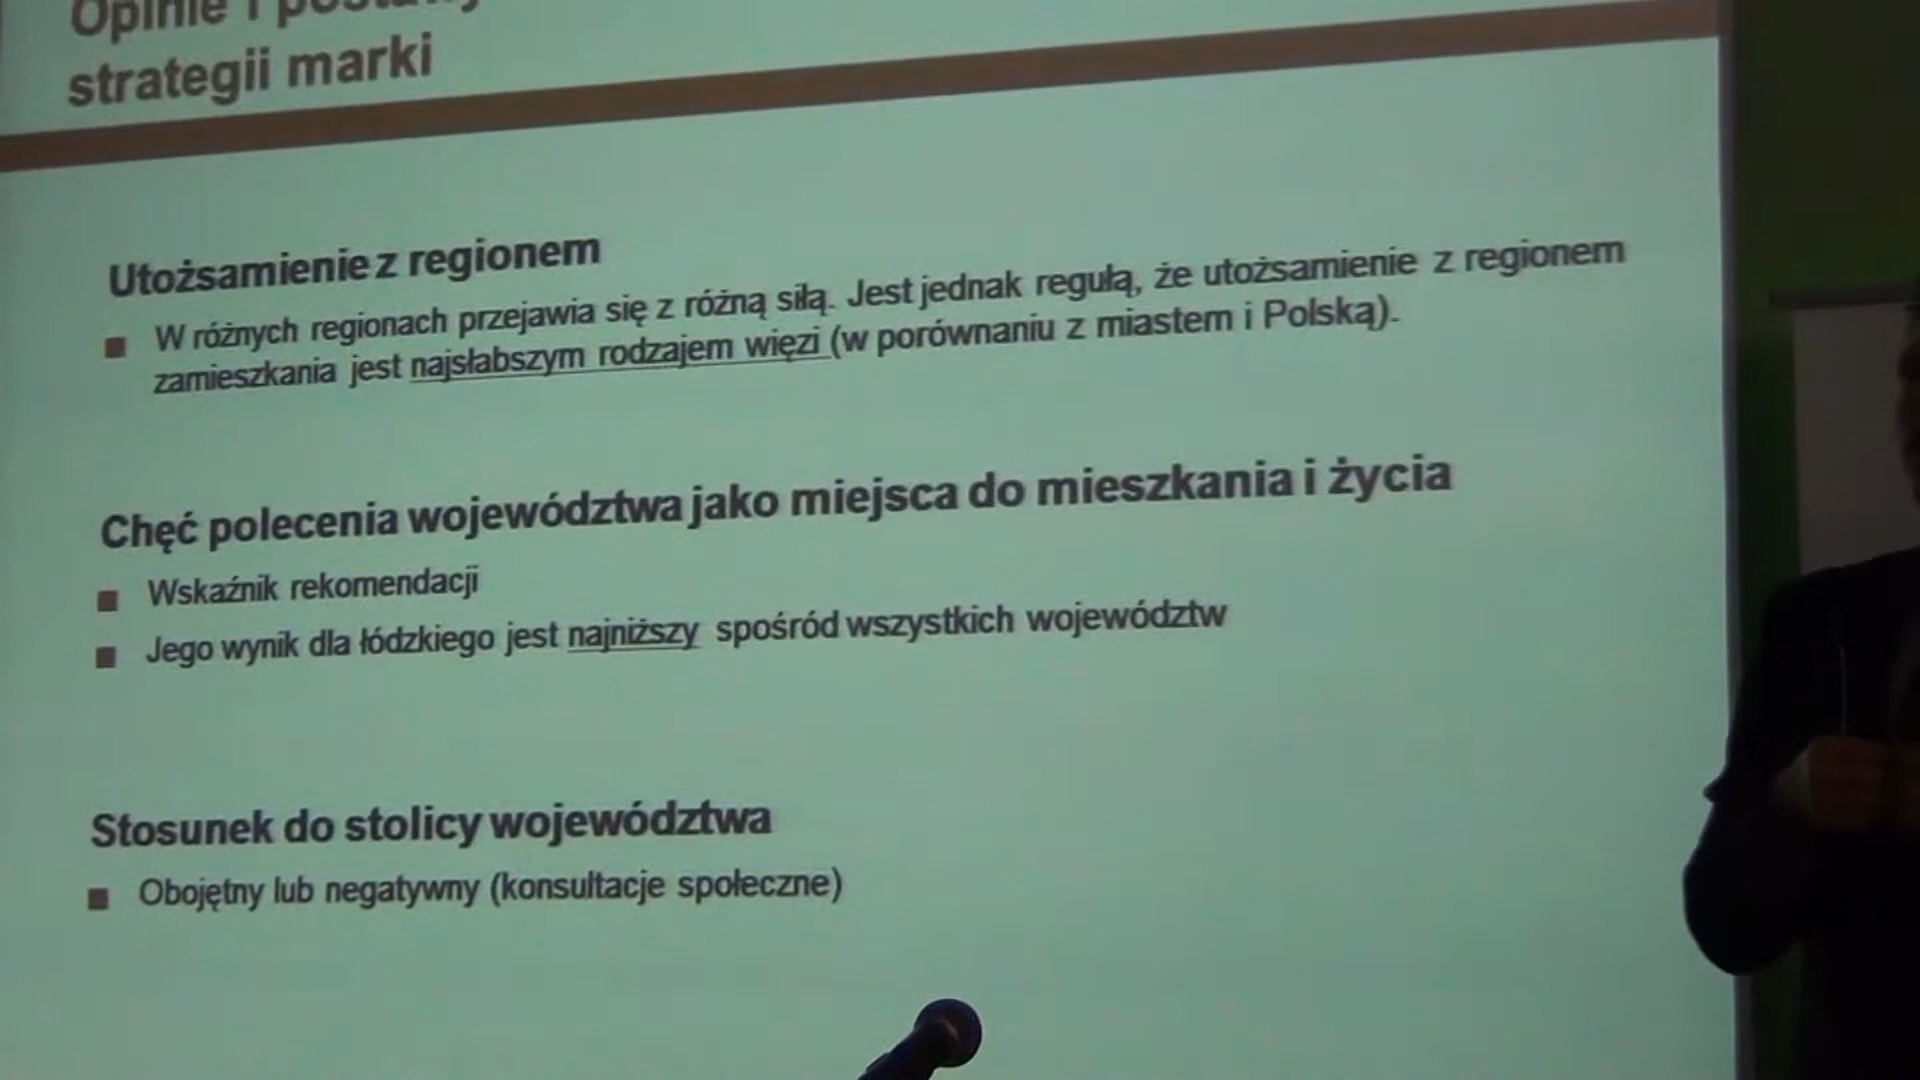 Opinie i postawy
strategii marki
Utożsamienie z regionem
W różnych regionach przejawia się z różną siłą. Jest jednak regułą, że utożsamienie z regionem
zamieszkania jest najsłabszym rodzajem więzi (w porównaniu z miastem i Polską).
Chęć polecenia województwa jako miejsca do mieszkania i życia
Wskaźnik rekomendacji
Jego wynik dla łódzkiego jest najniższy spośród wszystkich województw
Stosunek do stolicy województwa
Obojętny lub negatywny (konsultacje społeczne)